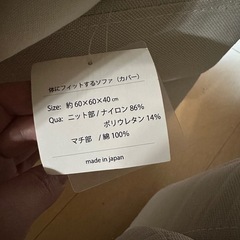 体にフィットするソファ（カバー）
Size: 約 60×60×40㎝
Qua: ニット部 / ナイロン 86%
ポリウレタン 14%
マチ部 / 綿 100%
made in japan